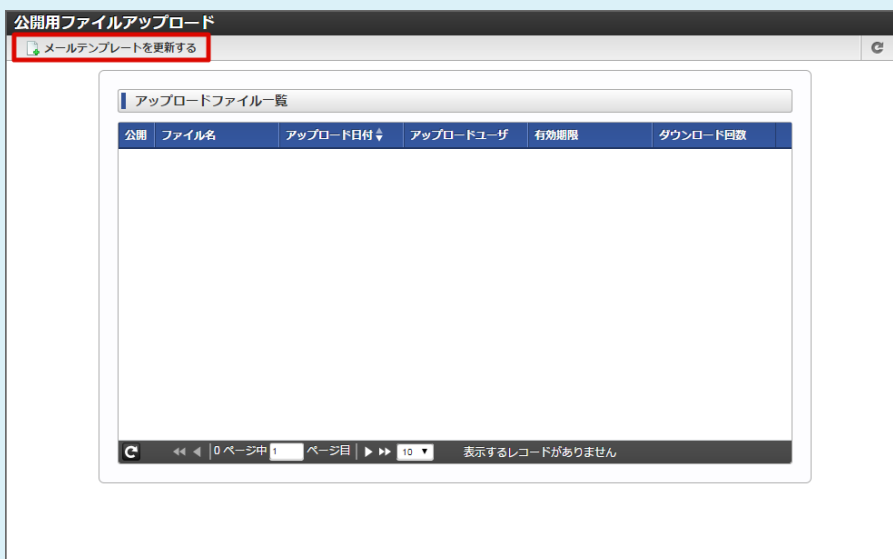 公開用ファイルアップロード
メールテンプレートを更新する
アップロードファイル一覧
公開 ファイル名 アップロード日付 アップロードユーザ 有効期限 ダウンロード回数
0 ページ中 1 ページ目 10 表示するレコードがありません